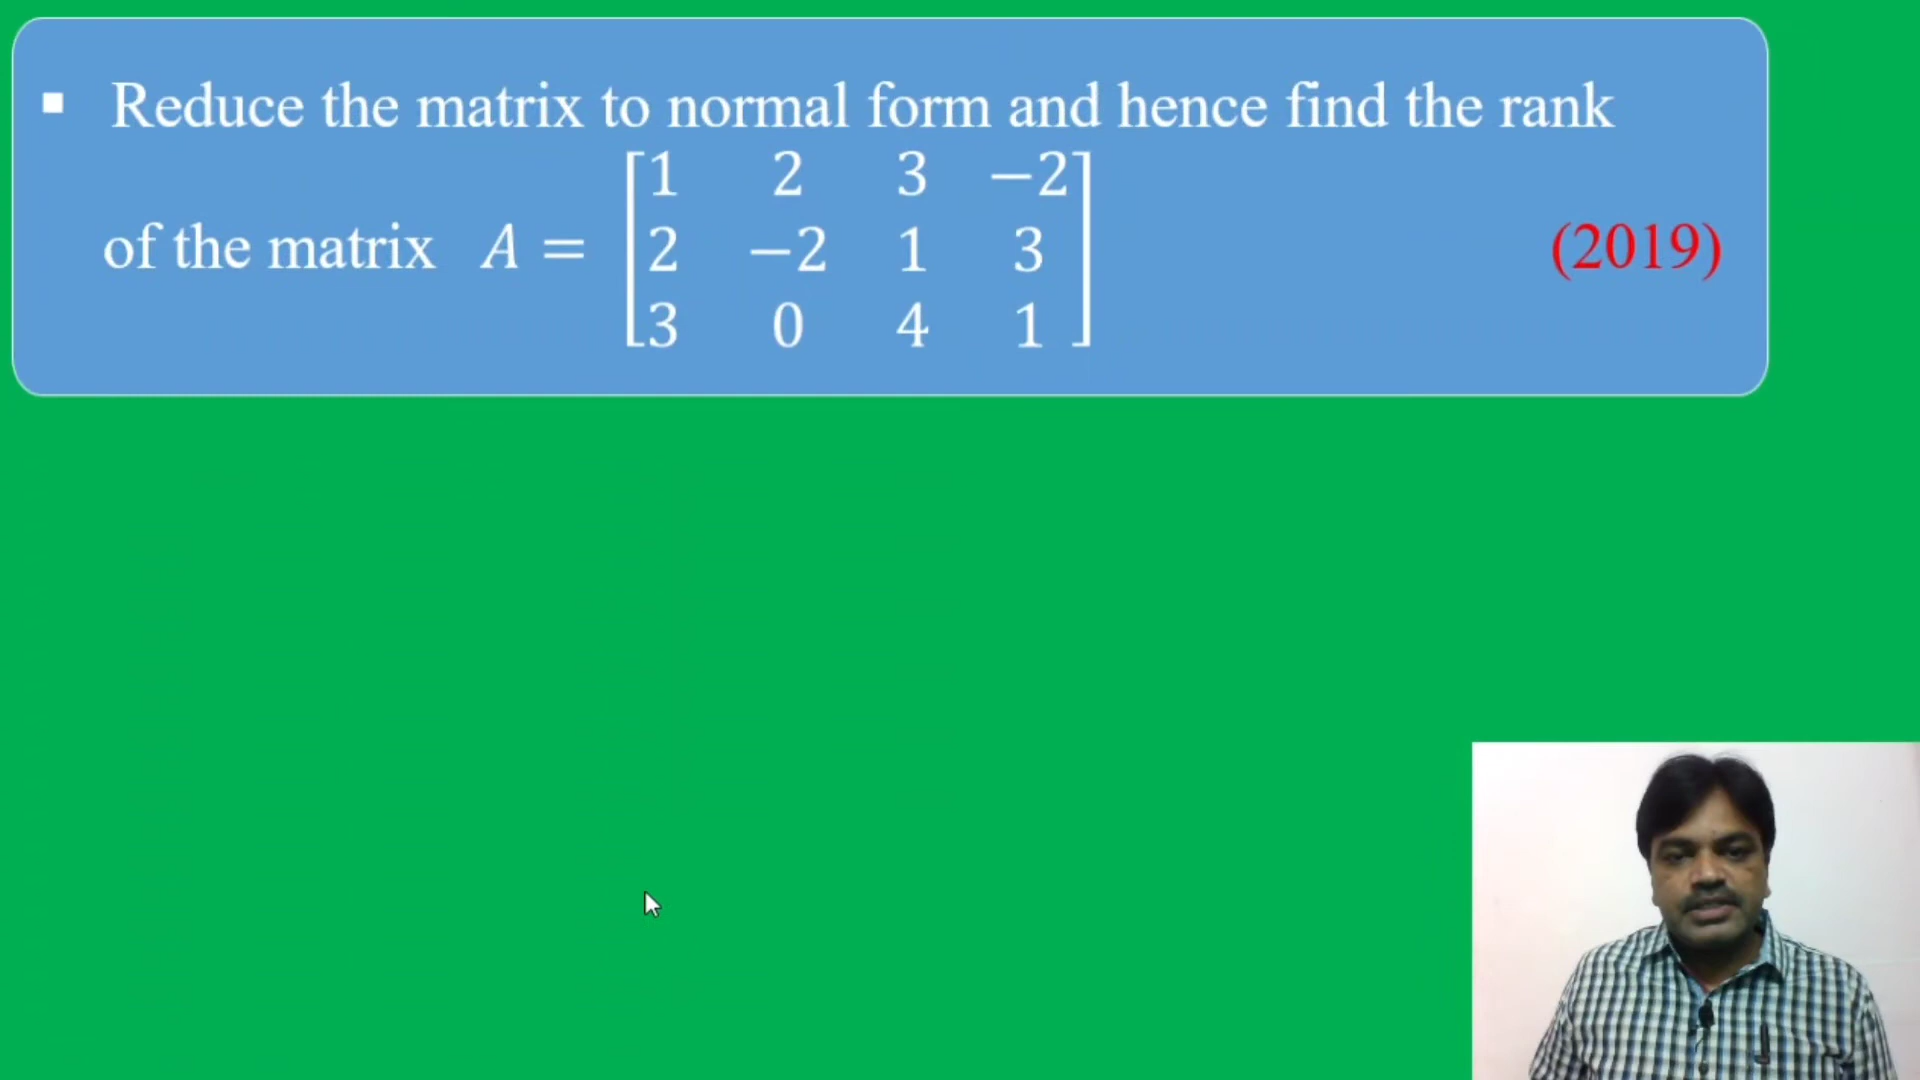 ▪ Reduce the matrix to normal form and hence find the rank
of the matrix A = [1 2 3 −2
2 −2 1 3
3 0 4 1] (2019)